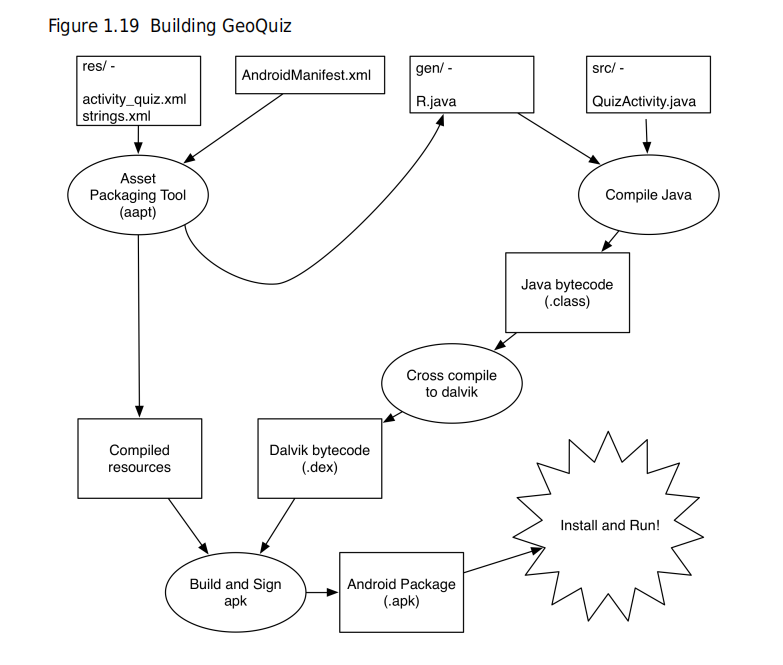 Figure 1.19 Building GeoQuiz
res/ -
activity_quiz.xml
strings.xml
AndroidManifest.xml
gen/ -
R.java
src/ -
QuizActivity.java
Asset
Packaging Tool
(aapt)
Compile Java
Java bytecode
(.class)
Cross compile
to dalvik
Compiled
resources
Dalvik bytecode
(.dex)
Install and Run!
Build and Sign
apk
Android Package
(.apk)